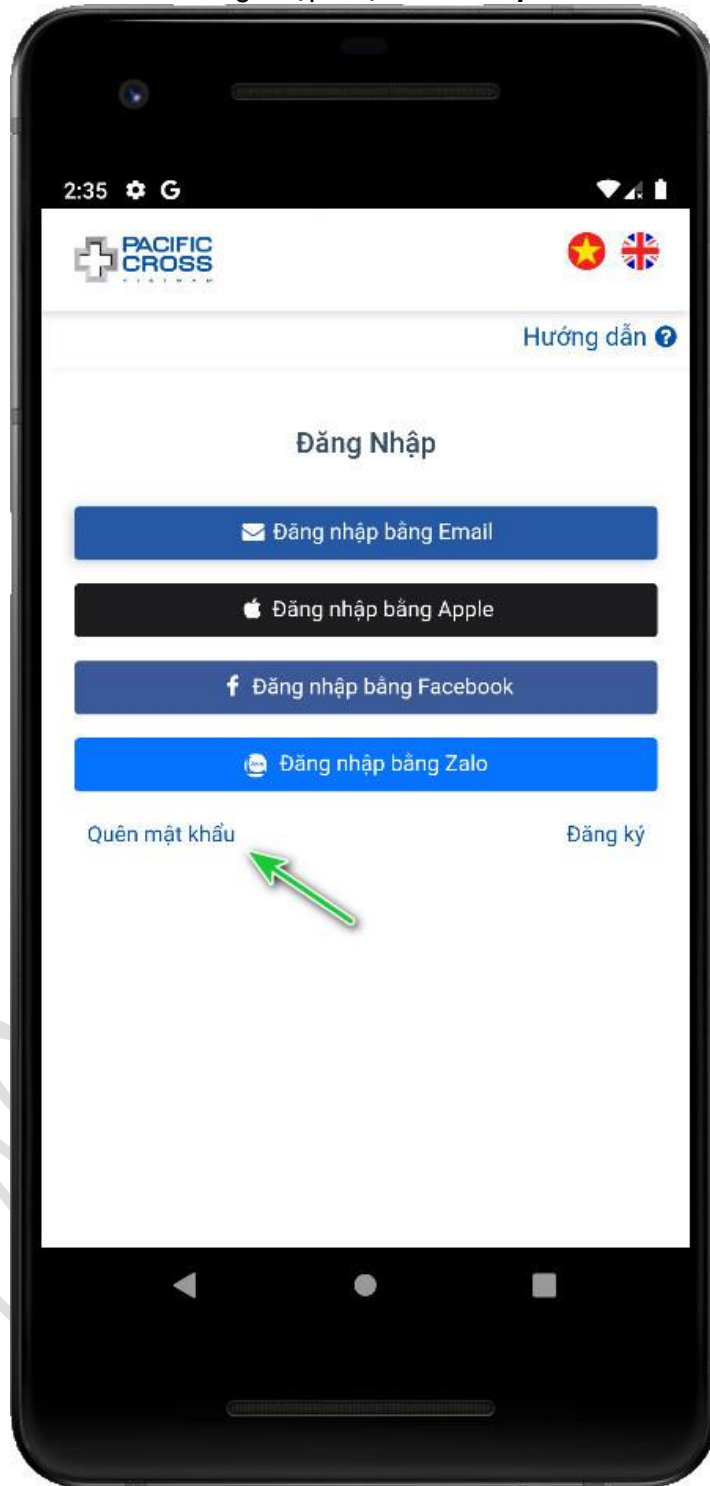 2:35 G
PACIFIC
CROSS
Hướng dẫn
Đăng Nhập
Đăng nhập bằng Email
Đăng nhập bằng Apple
Đăng nhập bằng Facebook
Đăng nhập bằng Zalo
Quên mật khẩu
Đăng ký